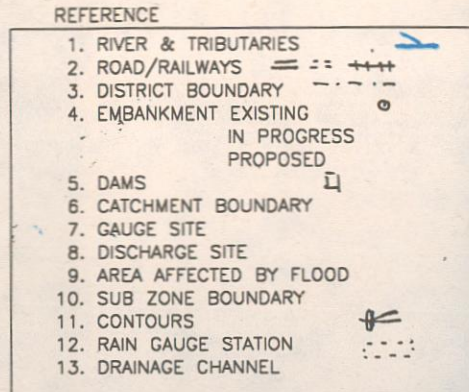 REFERENCE
1. RIVER & TRIBUTARIES
2. ROAD/RAILWAYS
3. DISTRICT BOUNDARY
4. EMBANKMENT EXISTING
IN PROGRESS
PROPOSED
5. DAMS
6. CATCHMENT BOUNDARY
7. GAUGE SITE
8. DISCHARGE SITE
9. AREA AFFECTED BY FLOOD
10. SUB ZONE BOUNDARY
11. CONTOURS
12. RAIN GAUGE STATION
13. DRAINAGE CHANNEL